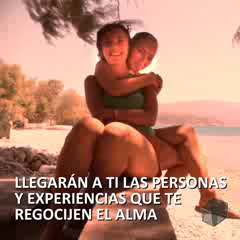 LLEGARÁN A TI LAS PERSONAS
Y EXPERIENCIAS QUE TE
REGOCIJEN EL ALMA